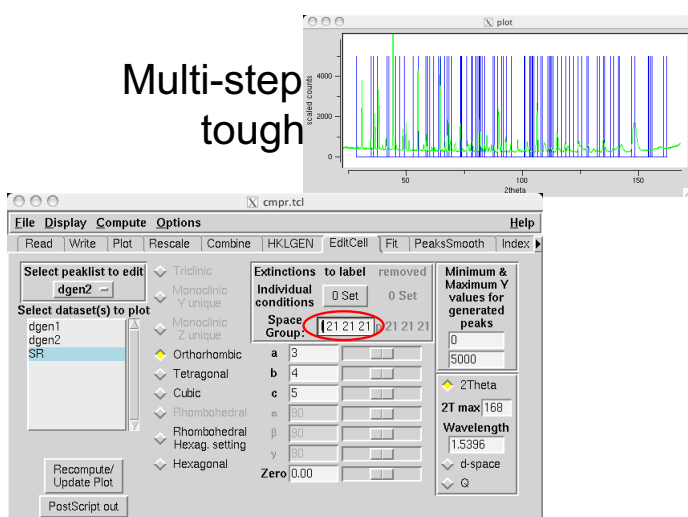 Multi-step
tough
plot
scaled counts
4000
2000
0
50
100
150
2theta
cmpr.tcl
File Display Compute Options Help
Read Write Plot Rescale Combine HKLGEN EditCell Fit PeaksSmooth Index
Select peaklist to edit
dgen2
Select dataset(s) to plot
dgen1
dgen2
SR
Recompute/
Update Plot
PostScript out
Triclinic
Monoclinic
Y unique
Monoclinic
Z unique
Orthorhombic
Tetragonal
Cubic
Rhombohedral
Rhombohedral
Hexag. setting
Hexagonal
Extinctions to label removed
Individual
conditions 0 Set 0 Set
Space
Group: 21 21 21 p 21 21 21
a 3
b 4
c 5
α 90
β 90
γ 90
Zero 0.00
Minimum &
Maximum Y
values for
generated
peaks
0
5000
2Theta
2T max 168
Wavelength
1.5396
d-space
Q